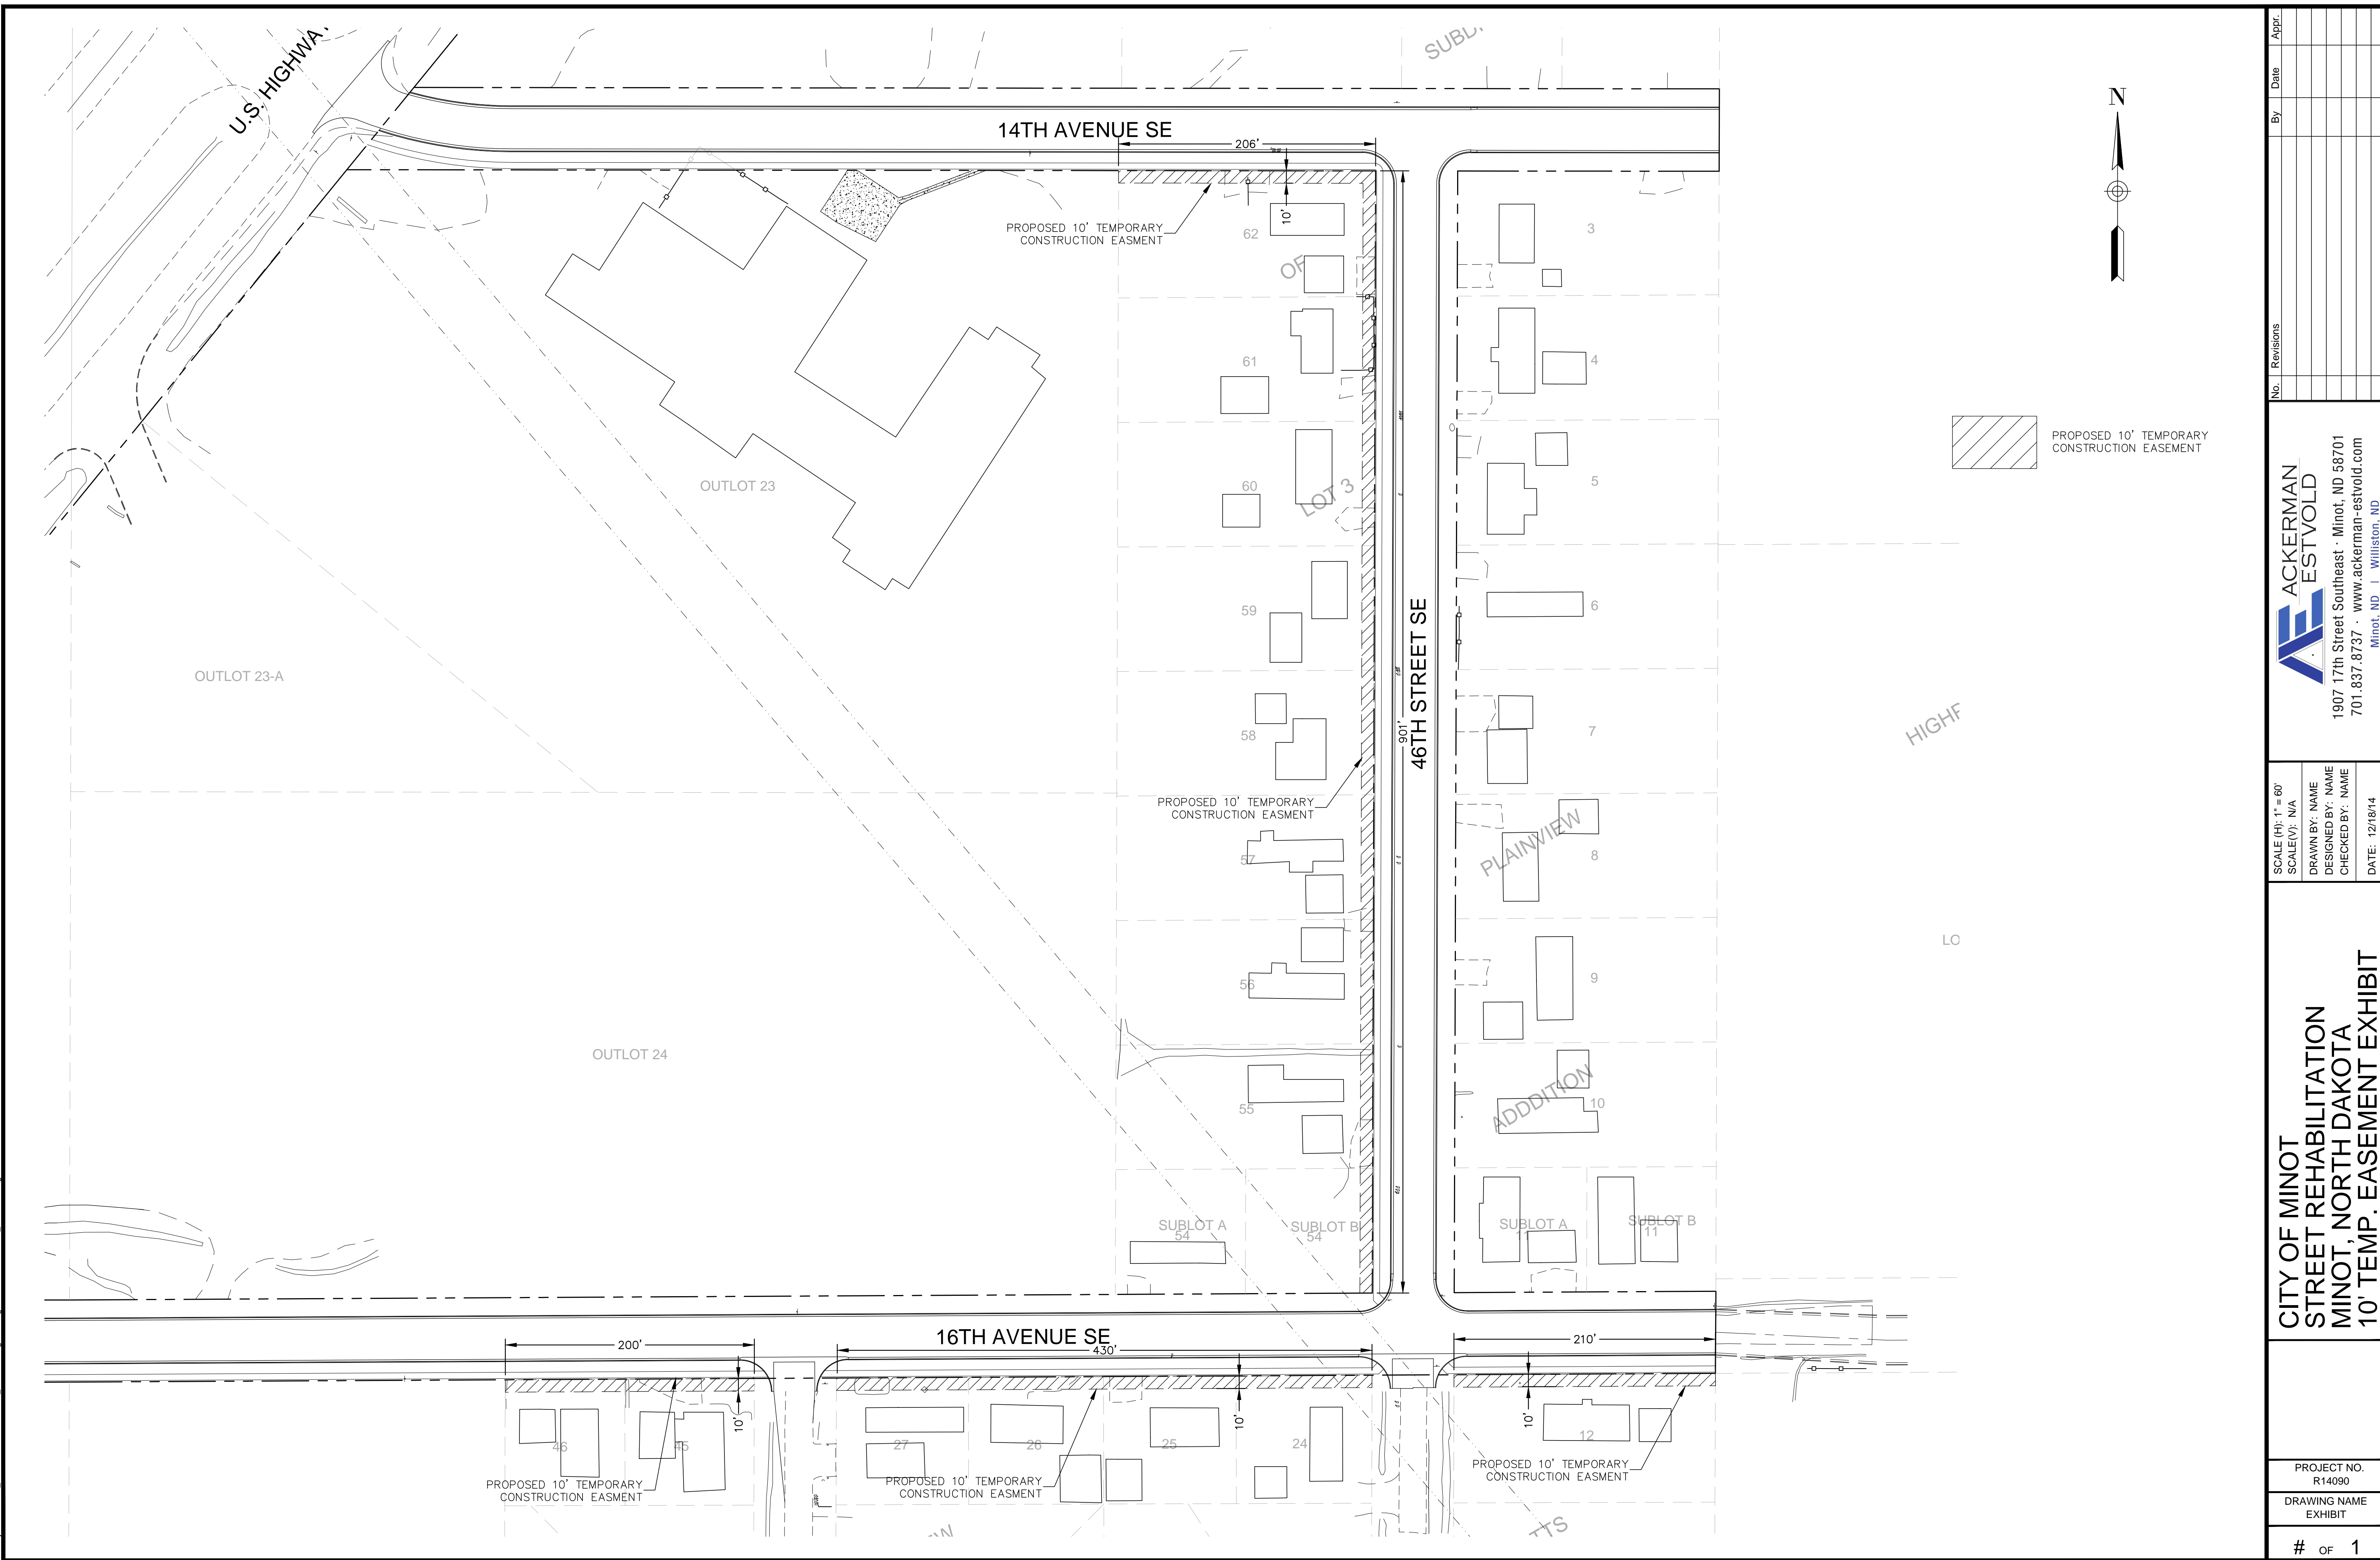 U.S. HIGHWA
SUBD
14TH AVENUE SE
206'
10'
N
PROPOSED 10' TEMPORARY
CONSTRUCTION EASMENT
62
OF
3
61
4
60
LOT 3
5
OUTLOT 23
59
6
OUTLOT 23-A
58
7
46TH STREET SE
901'
PROPOSED 10' TEMPORARY
CONSTRUCTION EASMENT
57
PLAINVIEW
8
56
9
OUTLOT 24
55
ADDDITION
10
SUBLOT A
54
SUBLOT B
54
SUBLOT A
11
SUBLOT B
11
HIGHF
LO
PROPOSED 10' TEMPORARY
CONSTRUCTION EASEMENT
16TH AVENUE SE
200'
430'
210'
10'
10'
10'
46
45
27
26
25
24
12
PROPOSED 10' TEMPORARY
CONSTRUCTION EASMENT
PROPOSED 10' TEMPORARY
CONSTRUCTION EASMENT
PROPOSED 10' TEMPORARY
CONSTRUCTION EASMENT
TTS
No. Revisions By Date Appr.
AE ACKERMAN
ESTVOLD
1907 17th Street Southeast · Minot, ND 58701
701.837.8737 · www.ackerman-estvold.com
Minot, ND | Williston, ND
SCALE (H): 1" = 60'
SCALE(V): N/A
DRAWN BY: NAME
DESIGNED BY: NAME
CHECKED BY: NAME
DATE: 12/18/14
CITY OF MINOT
STREET REHABILITATION
MINOT, NORTH DAKOTA
10' TEMP. EASEMENT EXHIBIT
PROJECT NO.
R14090
DRAWING NAME
EXHIBIT
# OF 1